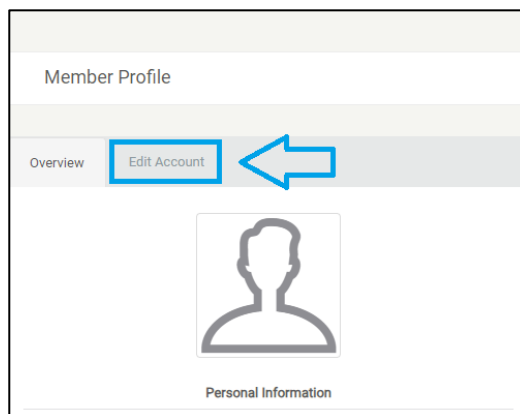 Member Profile
Overview Edit Account
Personal Information